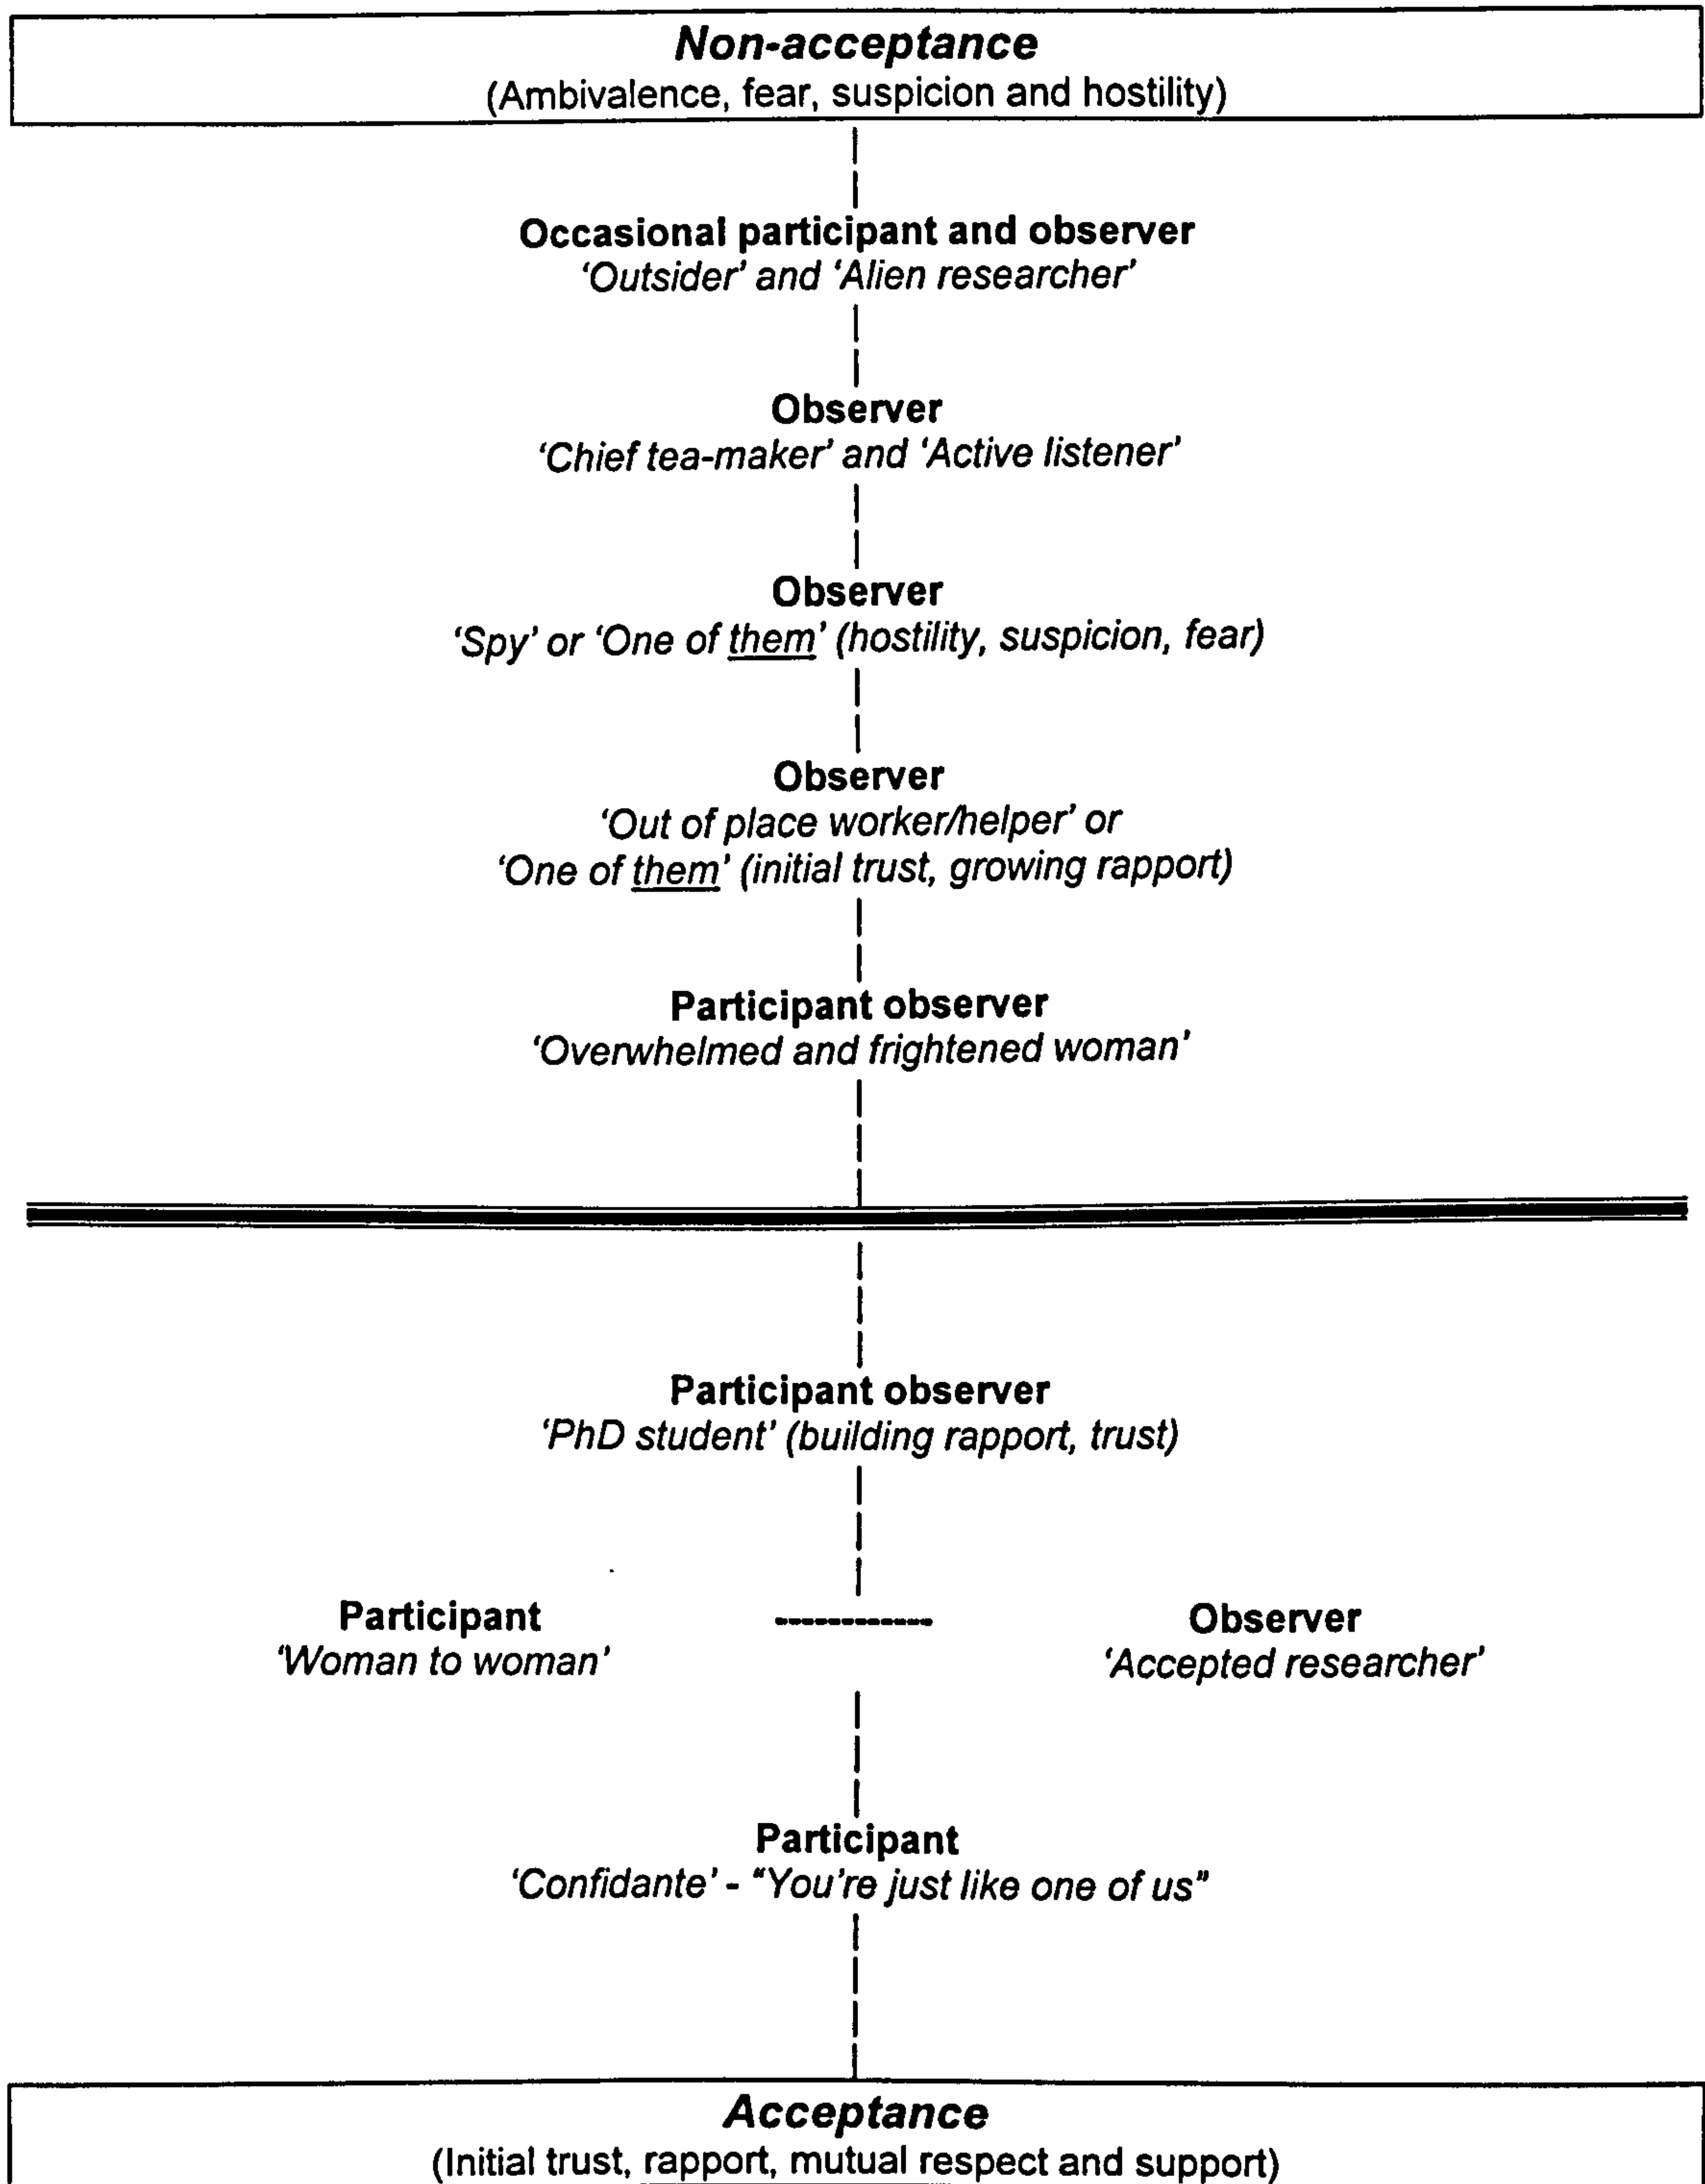 Non-acceptance
(Ambivalence, fear, suspicion and hostility)
Occasional participant and observer
‘Outsider’ and ‘Alien researcher’
Observer
‘Chief tea-maker’ and ‘Active listener’
Observer
‘Spy’ or ‘One of them’ (hostility, suspicion, fear)
Observer
‘Out of place worker/helper’ or
‘One of them’ (initial trust, growing rapport)
Participant observer
‘Overwhelmed and frightened woman’
Participant observer
‘PhD student’ (building rapport, trust)
Participant
‘Woman to woman’
Observer
‘Accepted researcher’
Participant
‘Confidante’ - “You’re just like one of us”
Acceptance
(Initial trust, rapport, mutual respect and support)